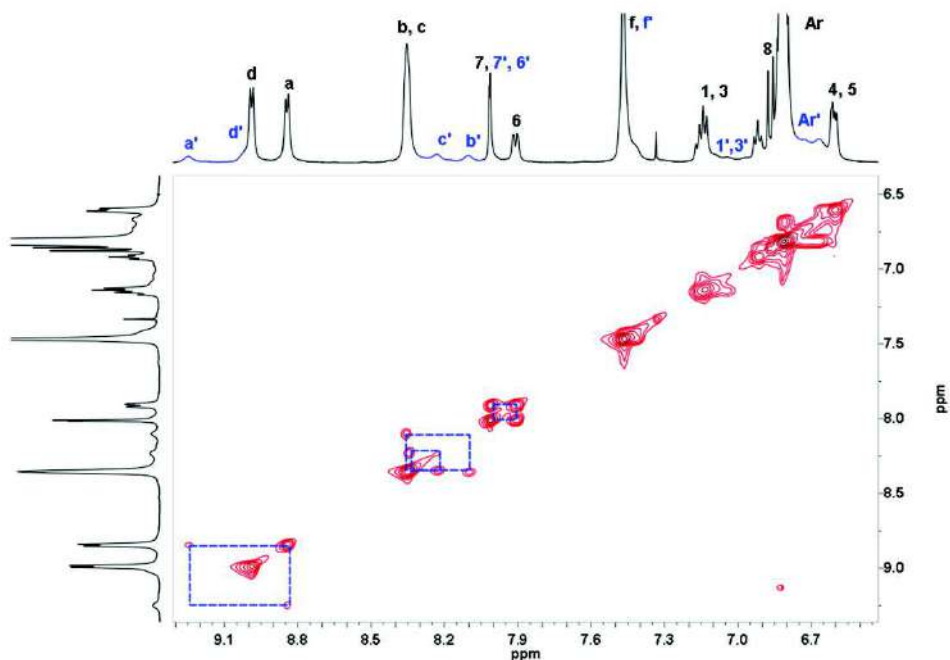 b, c
f, f'
Ar
d
a
7, 7', 6'
8
6
1, 3
4, 5
a'
d'
c'
b'
1',3'
Ar'
6.5
7.0
7.5
8.0
8.5
9.0
ppm
9.1 8.8 8.5 8.2 7.9 7.6 7.3 7.0 6.7
ppm